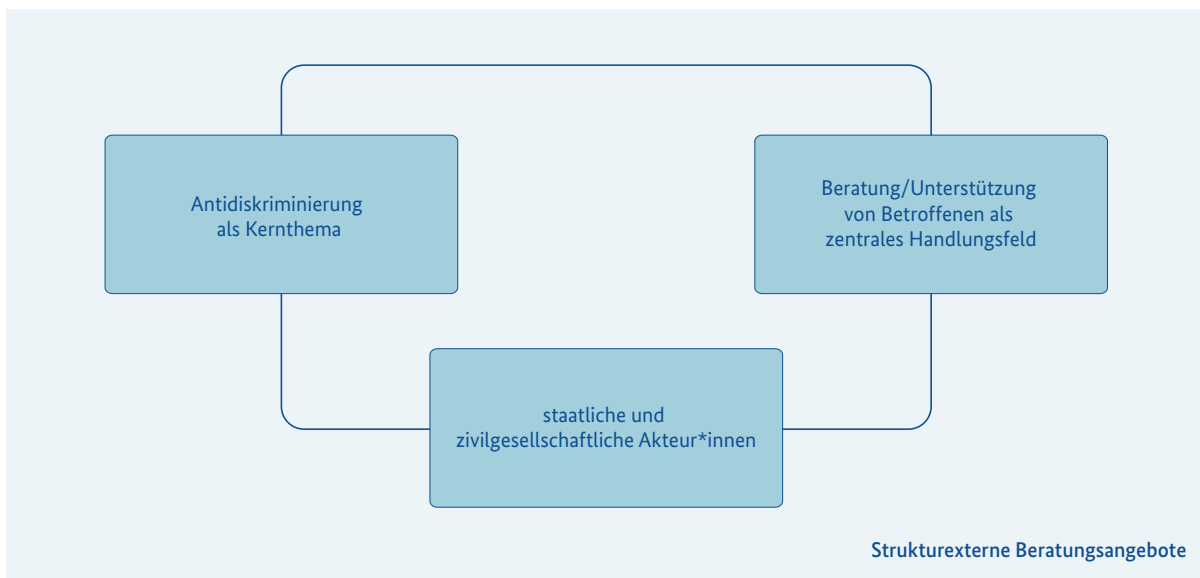 Antidiskriminierung
als Kernthema
Beratung/Unterstützung
von Betroffenen als
zentrales Handlungsfeld
staatliche und
zivilgesellschaftliche Akteur*innen
Strukturexterne Beratungsangebote